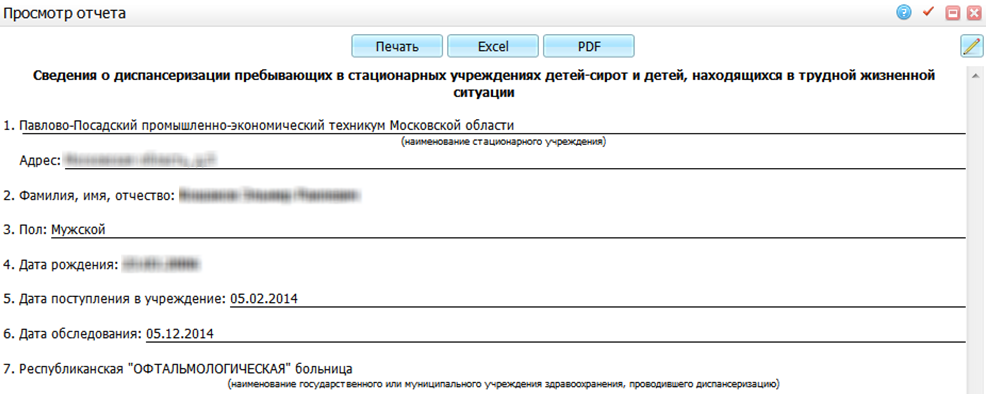 Просмотр отчета
Печать Excel PDF
Сведения о диспансеризации пребывающих в стационарных учреждениях детей-сирот и детей, находящихся в трудной жизненной
ситуации
1. Павлово-Посадский промышленно-экономический техникум Московской области
(наименование стационарного учреждения)
Адрес:
2. Фамилия, имя, отчество:
3. Пол: Мужской
4. Дата рождения:
5. Дата поступления в учреждение: 05.02.2014
6. Дата обследования: 05.12.2014
7. Республиканская "ОФТАЛЬМОЛОГИЧЕСКАЯ" больница
(наименование государственного или муниципального учреждения здравоохранения, проводившего диспансеризацию)